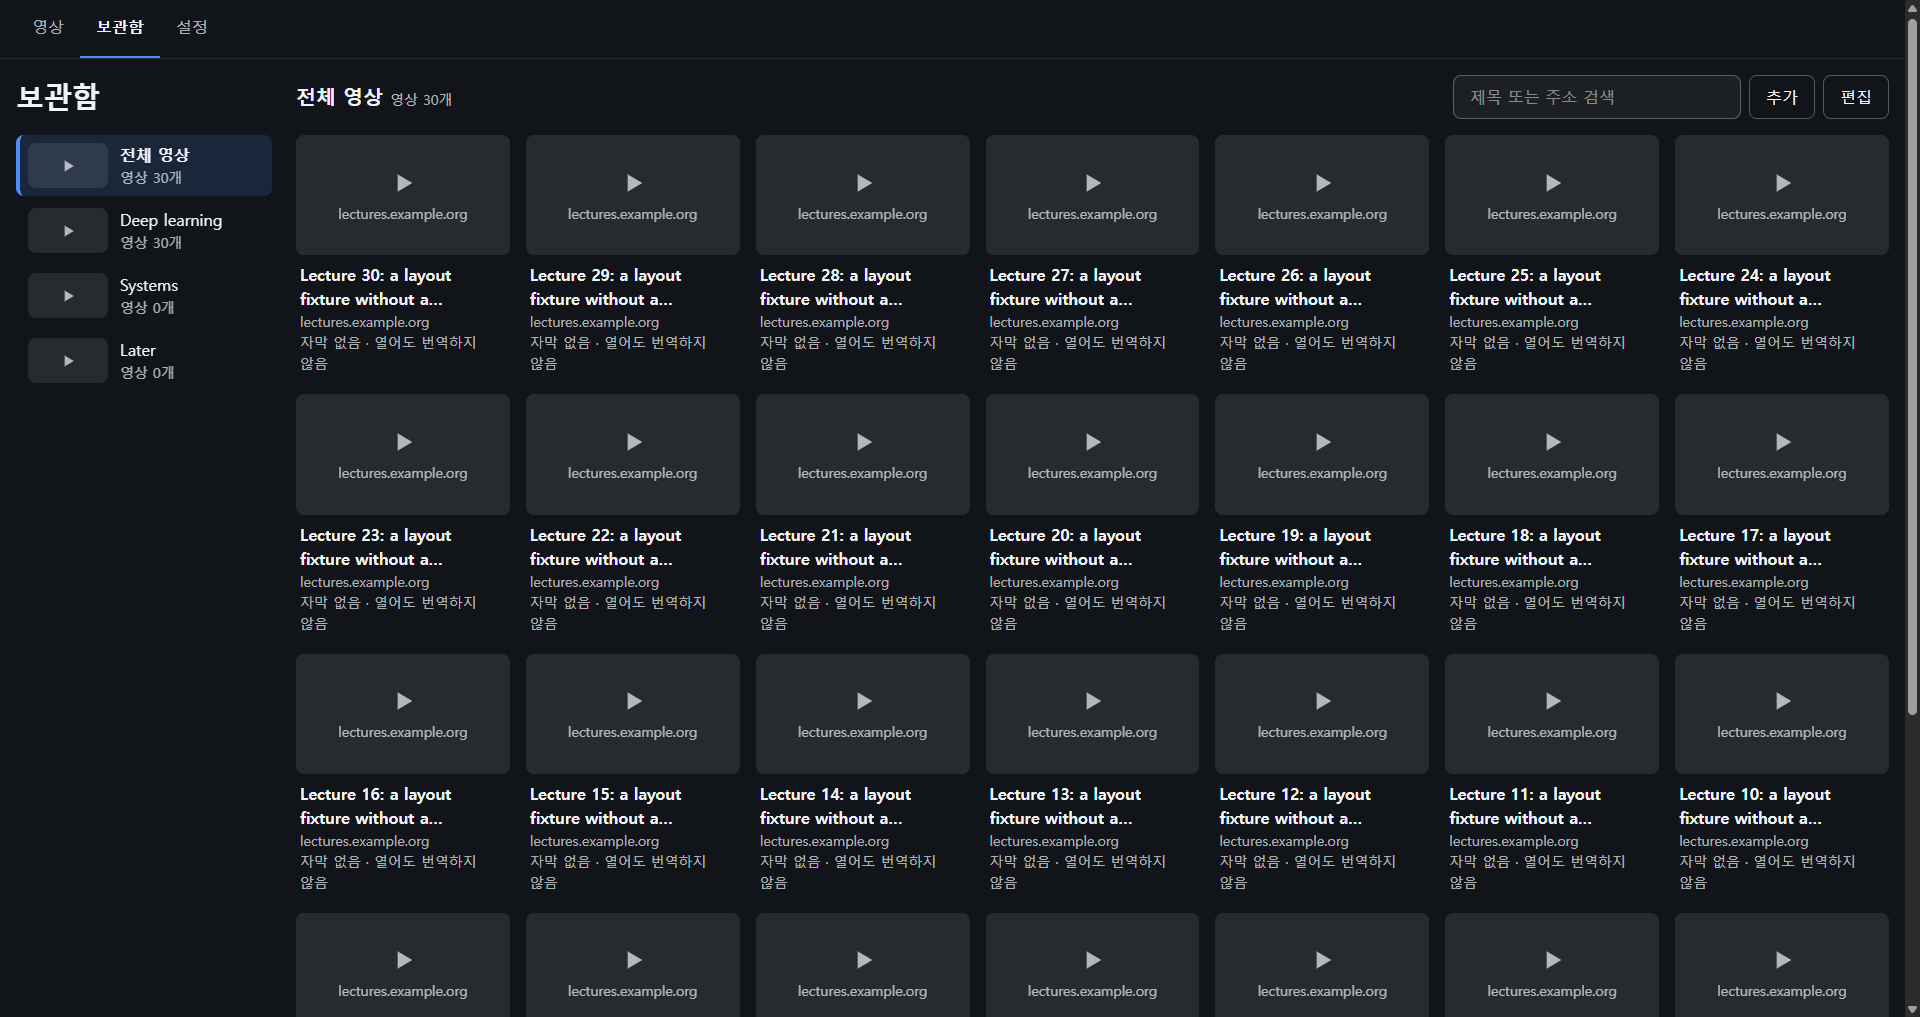 영상 보관함 설정
보관함
전체 영상
영상 30개
Deep learning
영상 30개
Systems
영상 0개
Later
영상 0개
전체 영상 영상 30개
제목 또는 주소 검색
추가
편집
lectures.example.org lectures.example.org lectures.example.org lectures.example.org lectures.example.org lectures.example.org lectures.example.org
Lecture 30: a layout Lecture 29: a layout Lecture 28: a layout Lecture 27: a layout Lecture 26: a layout Lecture 25: a layout Lecture 24: a layout
fixture without a... fixture without a... fixture without a... fixture without a... fixture without a... fixture without a... fixture without a...
lectures.example.org lectures.example.org lectures.example.org lectures.example.org lectures.example.org lectures.example.org lectures.example.org
자막 없음 · 열어도 번역하지 자막 없음 · 열어도 번역하지 자막 없음 · 열어도 번역하지 자막 없음 · 열어도 번역하지 자막 없음 · 열어도 번역하지 자막 없음 · 열어도 번역하지 자막 없음 · 열어도 번역하지
않음 않음 않음 않음 않음 않음 않음
lectures.example.org lectures.example.org lectures.example.org lectures.example.org lectures.example.org lectures.example.org lectures.example.org
Lecture 23: a layout Lecture 22: a layout Lecture 21: a layout Lecture 20: a layout Lecture 19: a layout Lecture 18: a layout Lecture 17: a layout
fixture without a... fixture without a... fixture without a... fixture without a... fixture without a... fixture without a... fixture without a...
lectures.example.org lectures.example.org lectures.example.org lectures.example.org lectures.example.org lectures.example.org lectures.example.org
자막 없음 · 열어도 번역하지 자막 없음 · 열어도 번역하지 자막 없음 · 열어도 번역하지 자막 없음 · 열어도 번역하지 자막 없음 · 열어도 번역하지 자막 없음 · 열어도 번역하지 자막 없음 · 열어도 번역하지
않음 않음 않음 않음 않음 않음 않음
lectures.example.org lectures.example.org lectures.example.org lectures.example.org lectures.example.org lectures.example.org lectures.example.org
Lecture 16: a layout Lecture 15: a layout Lecture 14: a layout Lecture 13: a layout Lecture 12: a layout Lecture 11: a layout Lecture 10: a layout
fixture without a... fixture without a... fixture without a... fixture without a... fixture without a... fixture without a... fixture without a...
lectures.example.org lectures.example.org lectures.example.org lectures.example.org lectures.example.org lectures.example.org lectures.example.org
자막 없음 · 열어도 번역하지 자막 없음 · 열어도 번역하지 자막 없음 · 열어도 번역하지 자막 없음 · 열어도 번역하지 자막 없음 · 열어도 번역하지 자막 없음 · 열어도 번역하지 자막 없음 · 열어도 번역하지
않음 않음 않음 않음 않음 않음 않음
lectures.example.org lectures.example.org lectures.example.org lectures.example.org lectures.example.org lectures.example.org lectures.example.org